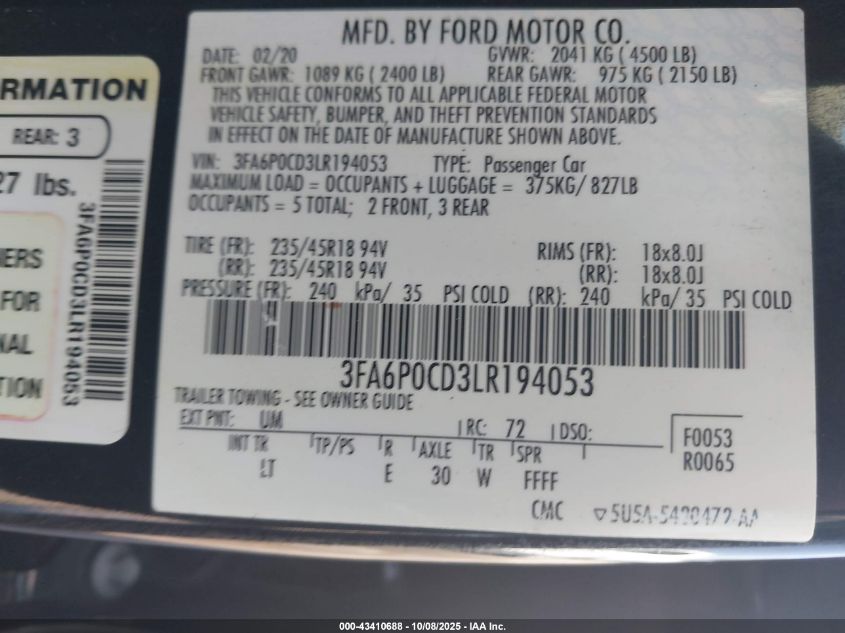 RMATION
REAR: 3
27 lbs.
NERS
FOR
NAL
TION
3FA6P0CD3LR194053
MFD. BY FORD MOTOR CO.
DATE: 02/20 GVWR: 2041 KG ( 4500 LB)
FRONT GAWR: 1089 KG ( 2400 LB) REAR GAWR: 975 KG ( 2150 LB)
THIS VEHICLE CONFORMS TO ALL APPLICABLE FEDERAL MOTOR
VEHICLE SAFETY, BUMPER, AND THEFT PREVENTION STANDARDS
IN EFFECT ON THE DATE OF MANUFACTURE SHOWN ABOVE.
VIN: 3FA6P0CD3LR194053 TYPE: Passenger Car
MAXIMUM LOAD = OCCUPANTS + LUGGAGE = 375KG/ 827LB
OCCUPANTS = 5 TOTAL; 2 FRONT, 3 REAR
TIRE (FR): 235/45R18 94V RIMS (FR): 18x8.0J
(RR): 235/45R18 94V (RR): 18x8.0J
PRESSURE (FR): 240 kPa/ 35 PSI COLD (RR): 240 kPa/ 35 PSI COLD
3FA6P0CD3LR194053
TRAILER TOWING - SEE OWNER GUIDE
EXT PNT: UM RC: 72 DSO: F0053
INT TR TP/PS R AXLE TR SPR R0065
LT E 30 W FFFF
CMC ▽5U5A-5420472-AA
000-43410688 - 10/08/2025 - IAA Inc.